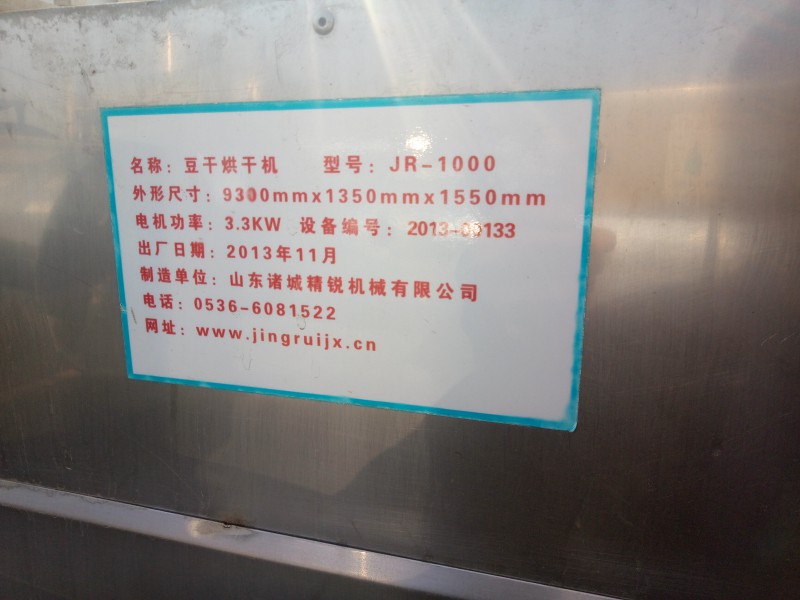 名称：豆干烘干机 型号：JR-1000
外形尺寸：9300mmx1350mmx1550mm
电机功率：3.3KW 设备编号：
出厂日期：2013年11月
制造单位：山东诸城精锐机械有限公司
电话：0536-6081522
网址：www.jingruijx.cn